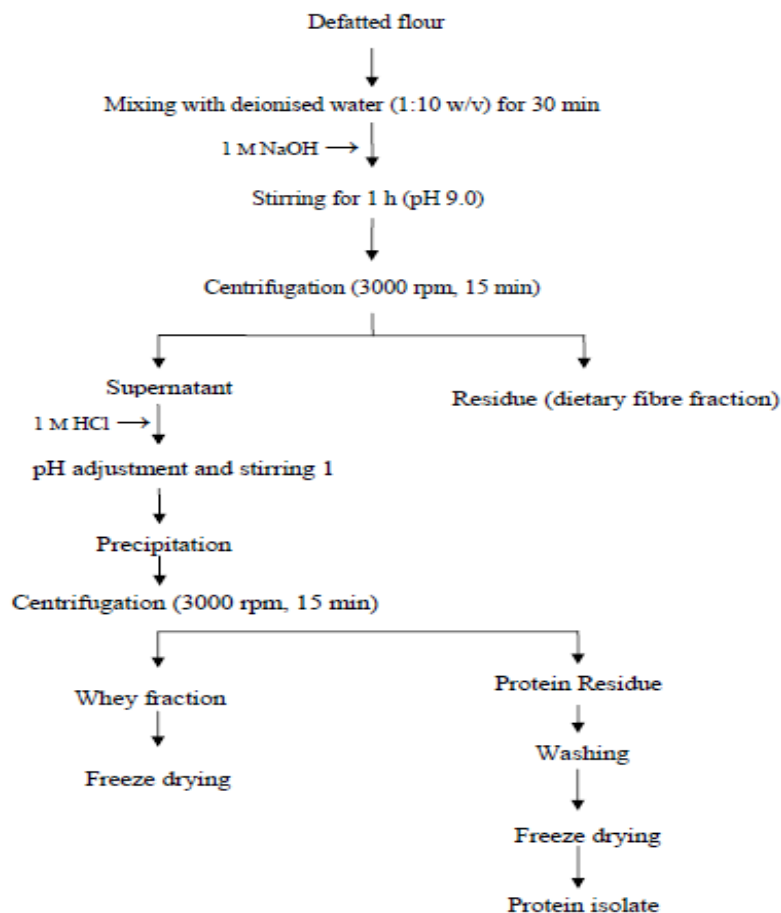 Defatted flour
Mixing with deionised water (1:10 w/v) for 30 min
1 M NaOH →
Stirring for 1 h (pH 9.0)
Centrifugation (3000 rpm, 15 min)
Supernatant
Residue (dietary fibre fraction)
1 M HCl →
pH adjustment and stirring 1
Precipitation
Centrifugation (3000 rpm, 15 min)
Whey fraction
Protein Residue
Washing
Freeze drying
Freeze drying
Protein isolate